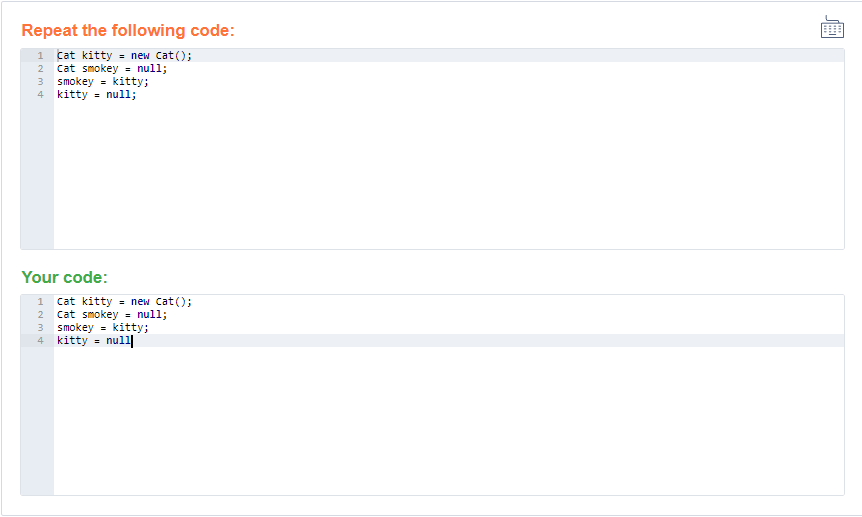 Repeat the following code:
1 Cat kitty = new Cat();
2 Cat smokey = null;
3 smokey = kitty;
4 kitty = null;
Your code:
1 Cat kitty = new Cat();
2 Cat smokey = null;
3 smokey = kitty;
4 kitty = null